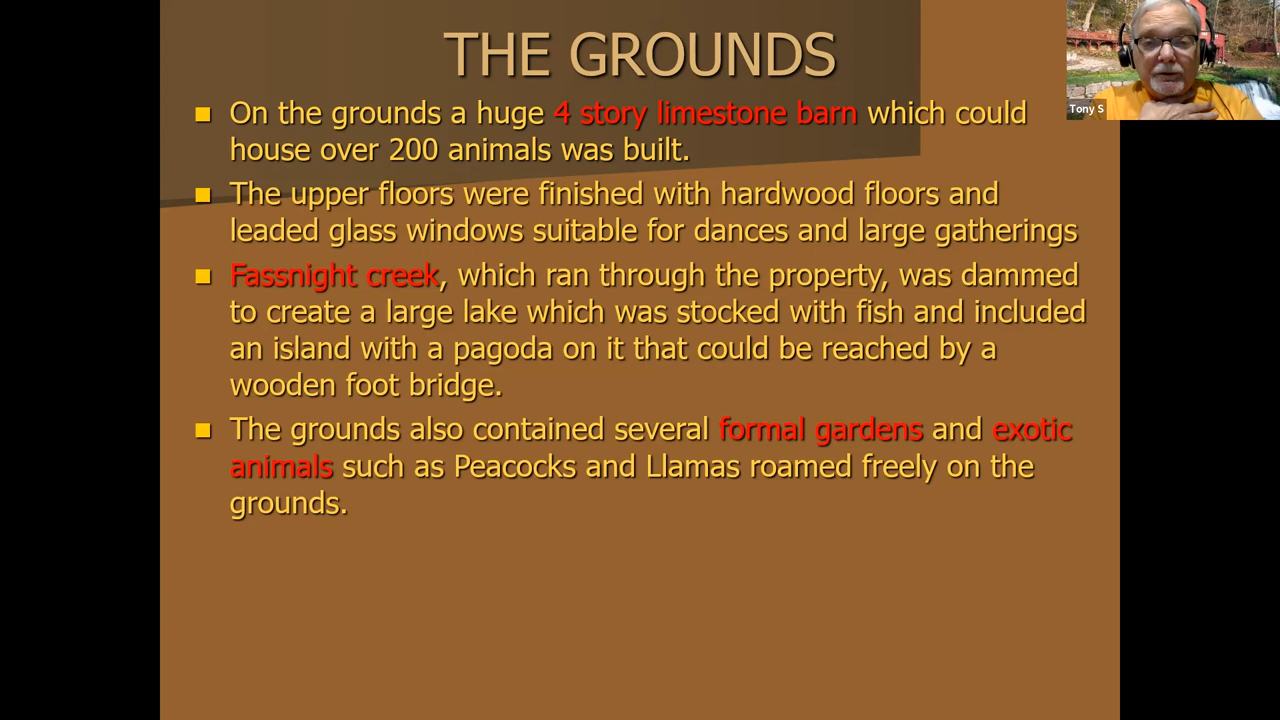 THE GROUNDS
On the grounds a huge 4 story limestone barn which could
house over 200 animals was built.
The upper floors were finished with hardwood floors and
leaded glass windows suitable for dances and large gatherings
Fassnight creek, which ran through the property, was dammed
to create a large lake which was stocked with fish and included
an island with a pagoda on it that could be reached by a
wooden foot bridge.
The grounds also contained several formal gardens and exotic
animals such as Peacocks and Llamas roamed freely on the
grounds.
Tony S